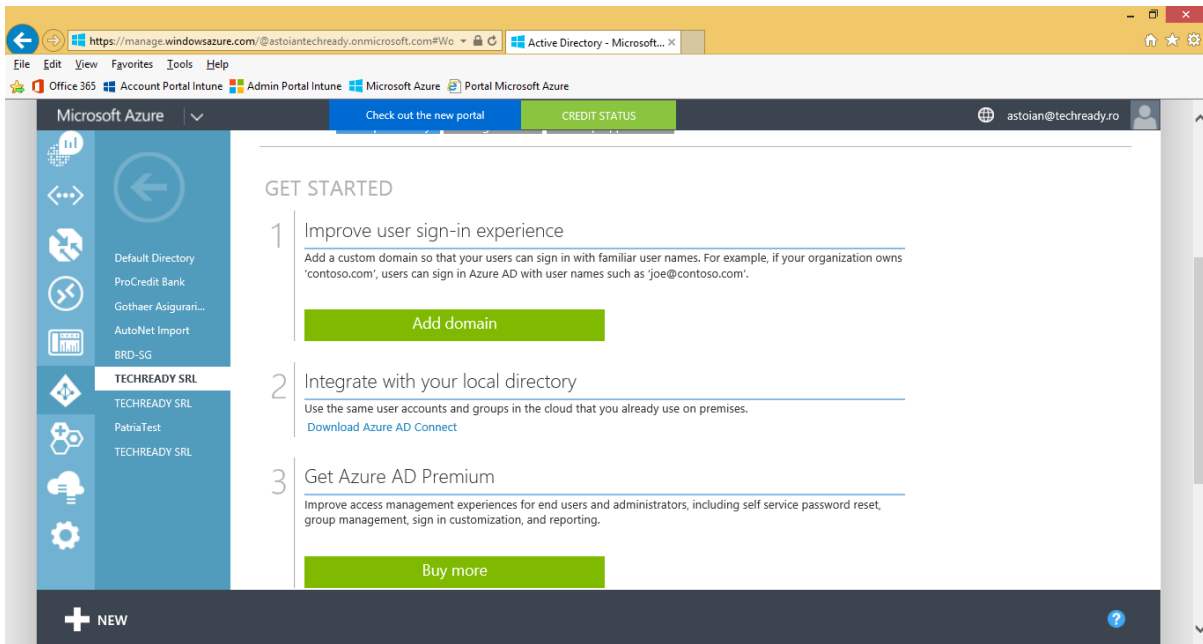 https://manage.windowsazure.com/@astoiantechready.onmicrosoft.com#Wo
Active Directory - Microsoft...
File Edit View Favorites Tools Help
Office 365 Account Portal Intune Admin Portal Intune Microsoft Azure Portal Microsoft Azure
Microsoft Azure
Check out the new portal
CREDIT STATUS
astoian@techready.ro
Default Directory
ProCredit Bank
Gothaer Asigurari...
AutoNet Import
BRD-SG
TECHREADY SRL
TECHREADY SRL
PatriaTest
TECHREADY SRL
GET STARTED
1
Improve user sign-in experience
Add a custom domain so that your users can sign in with familiar user names. For example, if your organization owns
'contoso.com', users can sign in Azure AD with user names such as 'joe@contoso.com'.
Add domain
2
Integrate with your local directory
Use the same user accounts and groups in the cloud that you already use on premises.
Download Azure AD Connect
3
Get Azure AD Premium
Improve access management experiences for end users and administrators, including self service password reset,
group management, sign in customization, and reporting.
Buy more
NEW
?